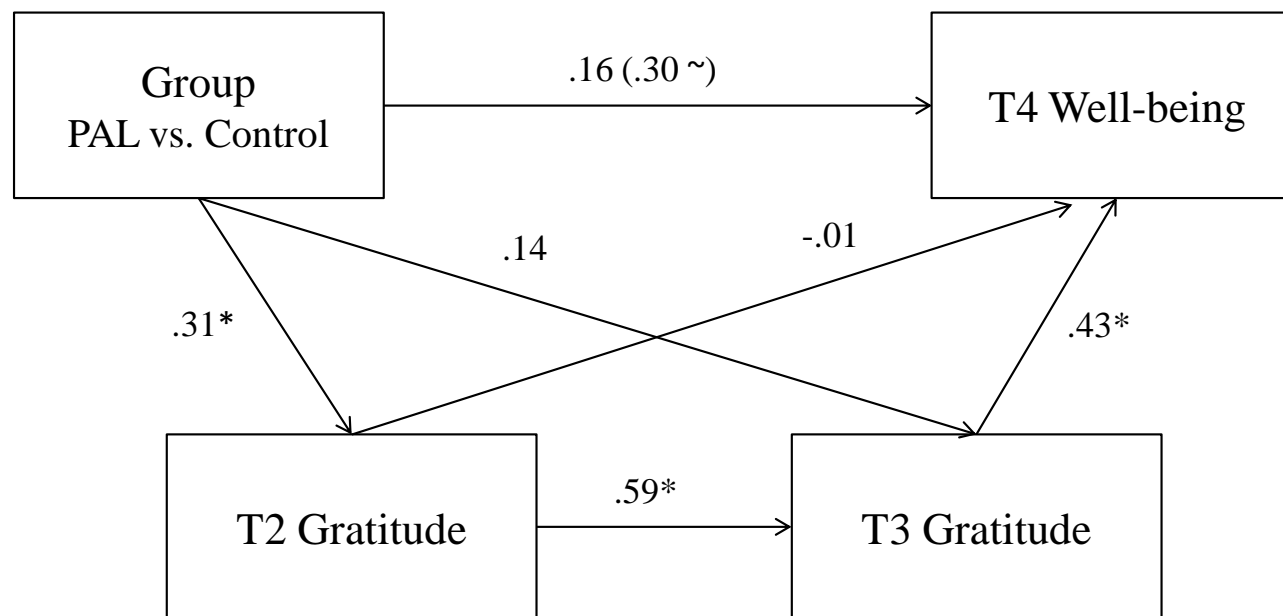 Group
PAL vs. Control
.16 (.30 ~)
T4 Well-being
.14
-.01
.31*
.43*
T2 Gratitude
.59*
T3 Gratitude